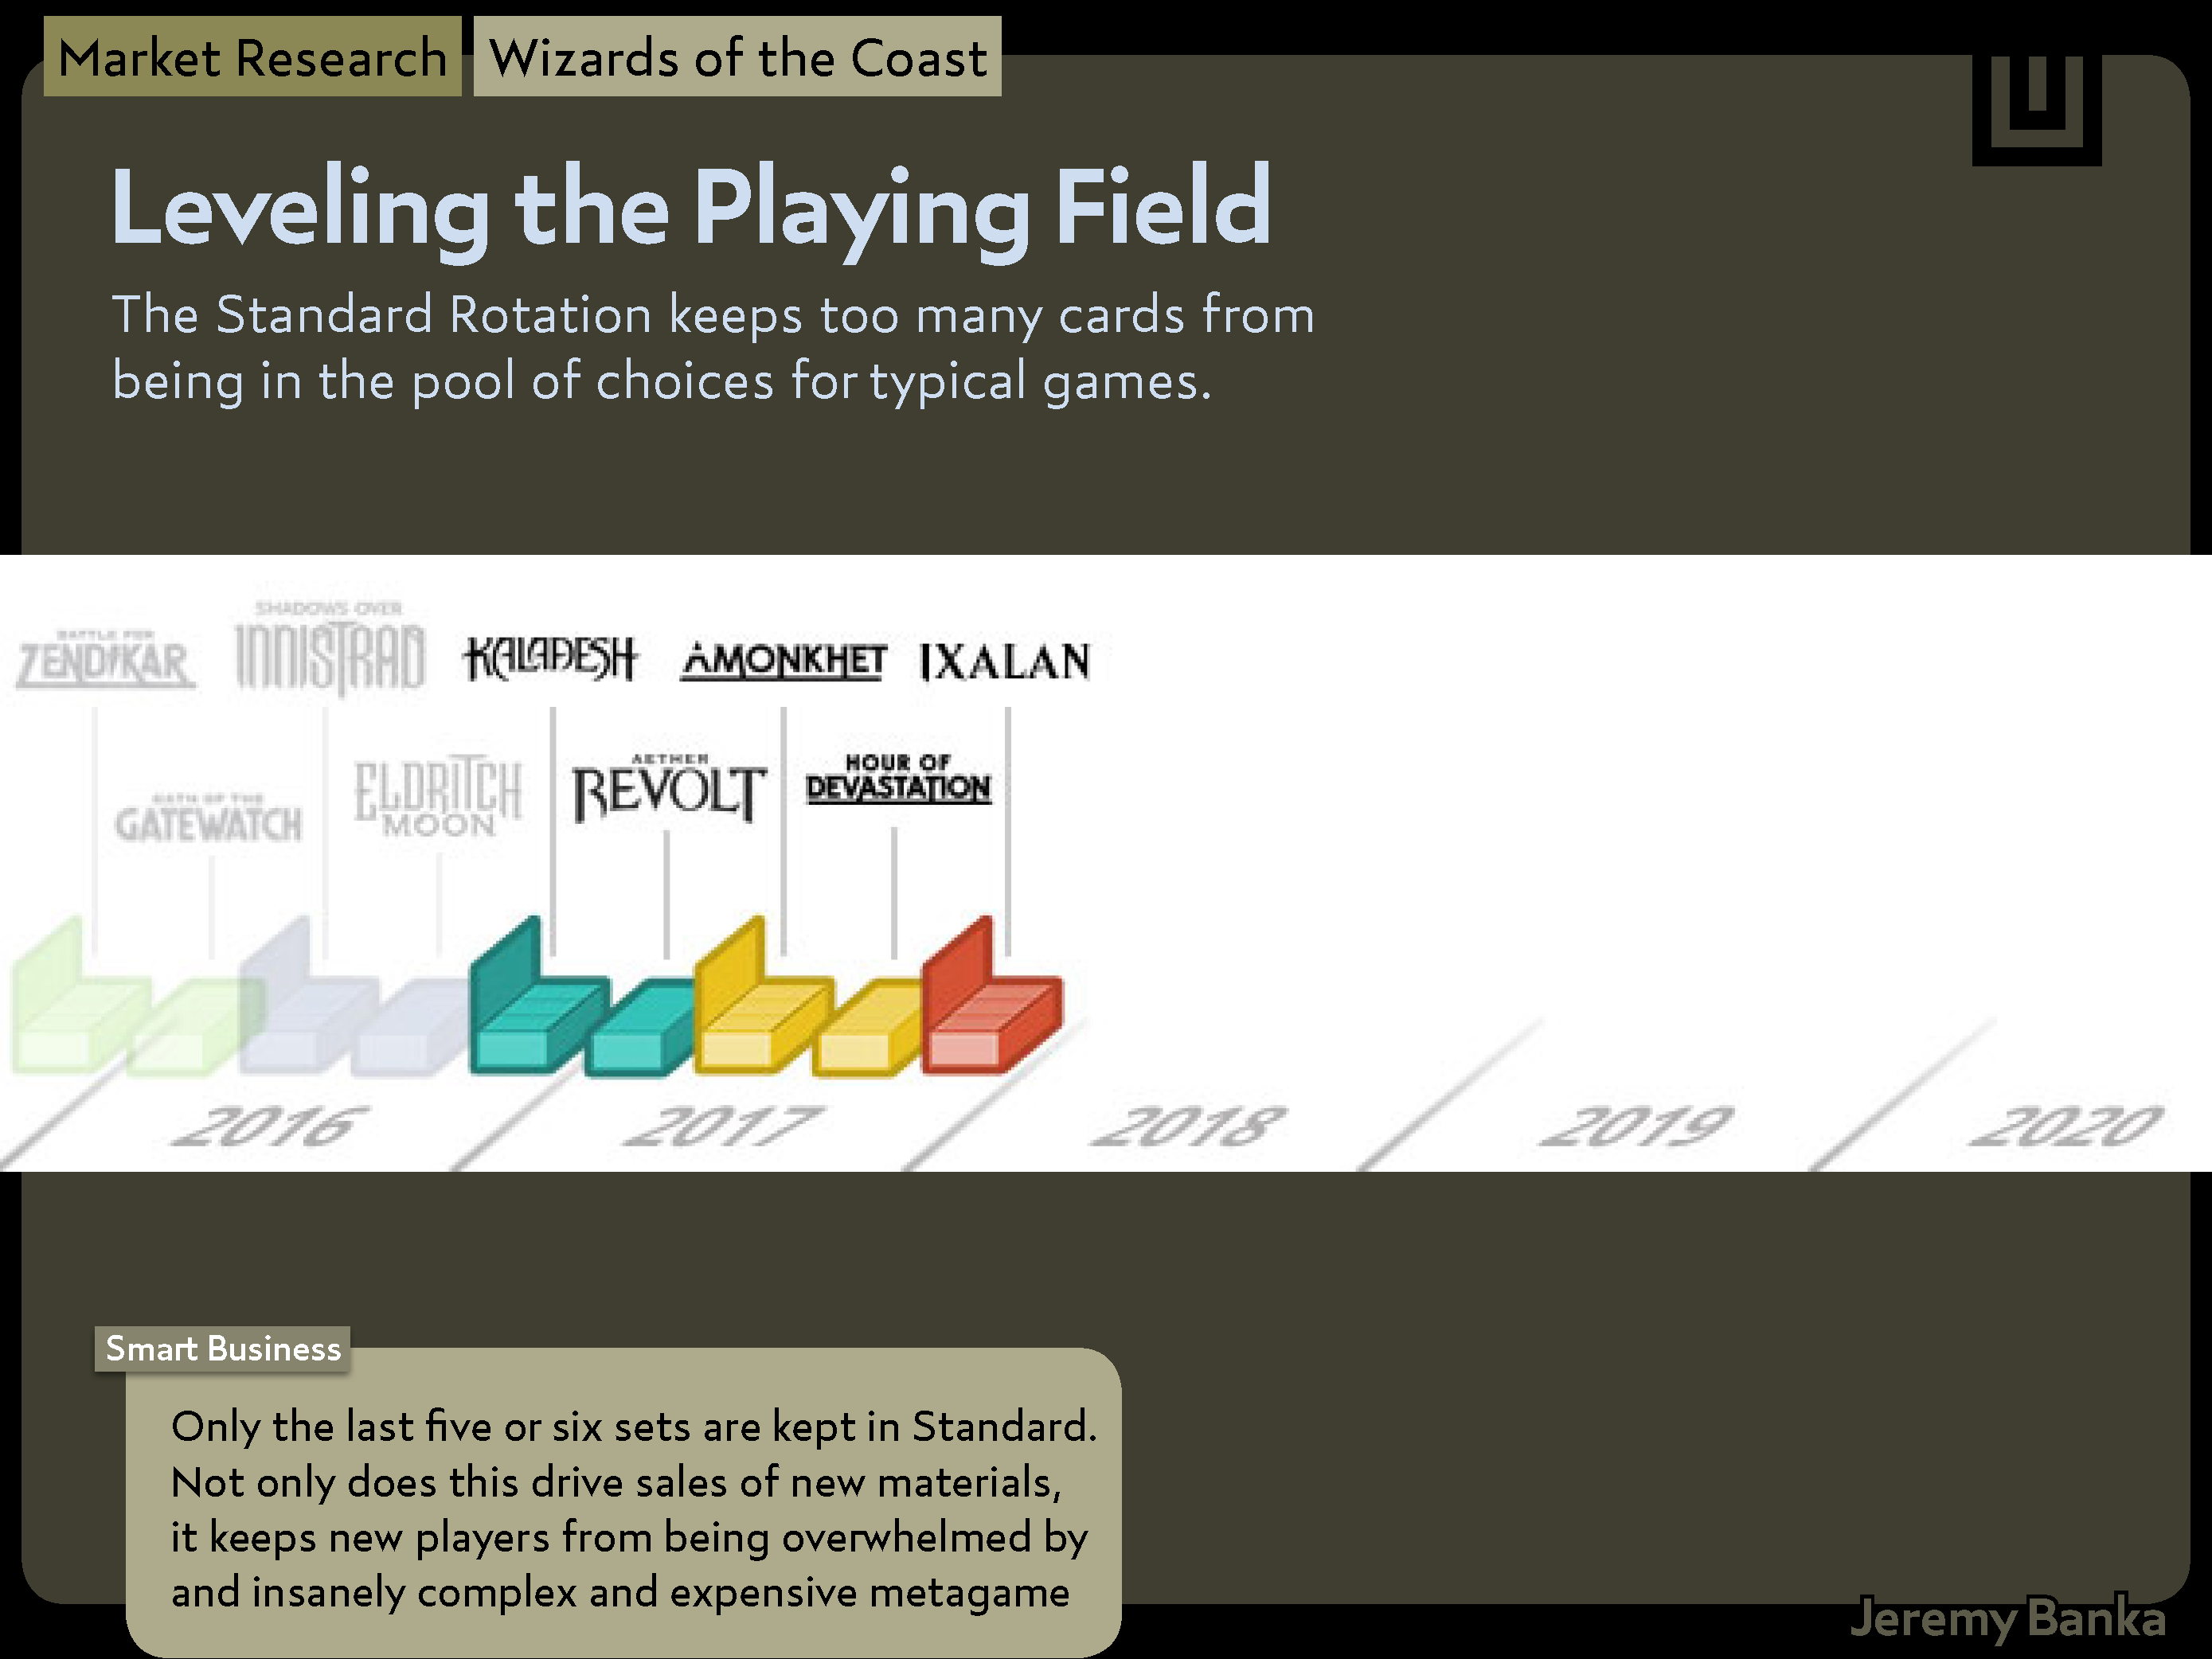 Market Research Wizards of the Coast
Leveling the Playing Field
The Standard Rotation keeps too many cards from
being in the pool of choices for typical games.
BATTLE FOR
ZENDIKAR
SHADOWS OVER
INNISTRAD
KALADESH
AMONKHET
IXALAN
OATH OF THE
GATEWATCH
ELDRITCH
MOON
AETHER
REVOLT
HOUR OF
DEVASTATION
2016 2017 2018 2019 2020
Smart Business
Only the last five or six sets are kept in Standard.
Not only does this drive sales of new materials,
it keeps new players from being overwhelmed by
and insanely complex and expensive metagame
Jeremy Banka